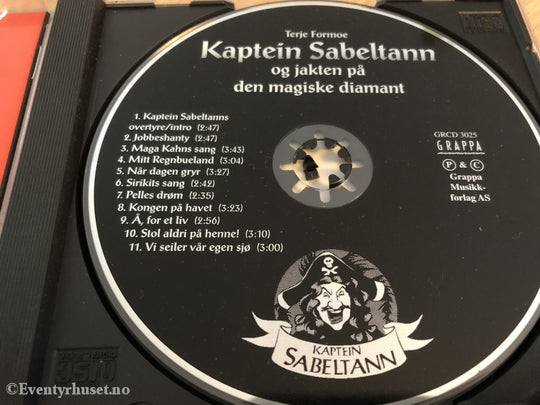 Terje Formoe
Kaptein Sabeltann
og jakten på
den magiske diamant
1. Kaptein Sabeltanns
overtyre/intro (2:47)
2. Jobbeshanty (2:47)
3. Maga Kahns sang (3:43)
4. Mitt Regnbueland (3:04)
5. Når dagen gryr (3:27)
6. Sirikits sang (2:42)
7. Pelles drøm (2:35)
8. Kongen på havet (3:23)
9. Å, for et liv (2:56)
10. Stol aldri på henne! (3:10)
11. Vi seiler vår egen sjø (3:00)
GRCD 3025
GRAPPA
P & C
Grappa
Musikk-
forlag AS
KAPTEIN
SABELTANN
©Eventyrhuset.no